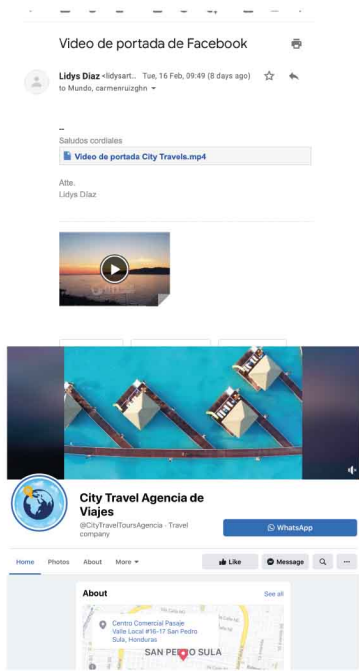 Video de portada de Facebook
Lidys Diaz <lidysart.. Tue, 16 Feb, 09:49 (8 days ago)
to Mundo, carmenruizghn
--
Saludos cordiales
Video de portada City Travels.mp4
Atte.
Lidys Díaz
City Travel Agencia de
Viajes
@CityTravelToursAgencia · Travel
company
WhatsApp
Home Photos About More
Like Message
About See all
Centro Comercial Pasaje
Valle Local #16-17 San Pedro
Sula, Honduras
SAN PEDRO SULA